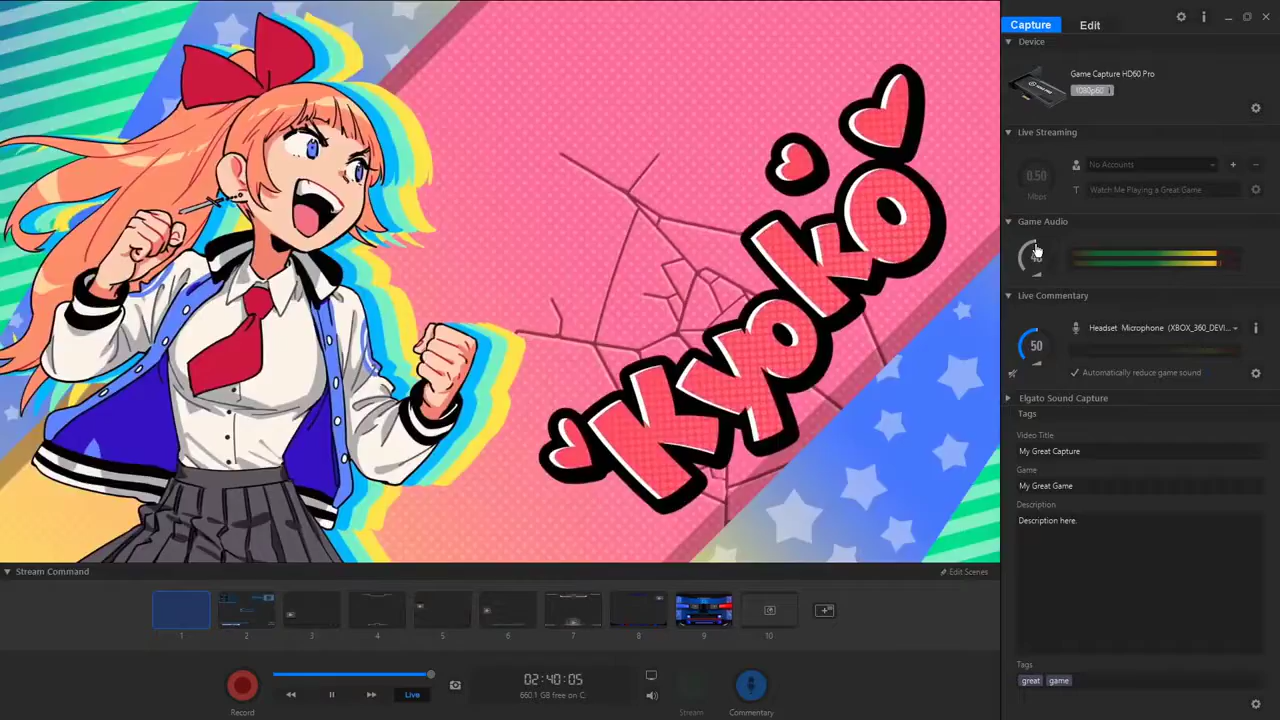 Capture
Edit
Device
Game Capture HD60 Pro
1080p60
Live Streaming
0.50
Mbps
No Accounts
Watch Me Playing a Great Game
Game Audio
Live Commentary
50
Headset Microphone (XBOX_360_DEVI...
Automatically reduce game sound
Elgato Sound Capture
Tags
Video Title
My Great Capture
Game
My Great Game
Description
Description here.
Tags
great
game
Kyoko
Stream Command
Edit Scenes
1
2
3
4
5
6
7
8
9
10
Record
Live
02:40:05
660.1 GB free on C:
Stream
Commentary